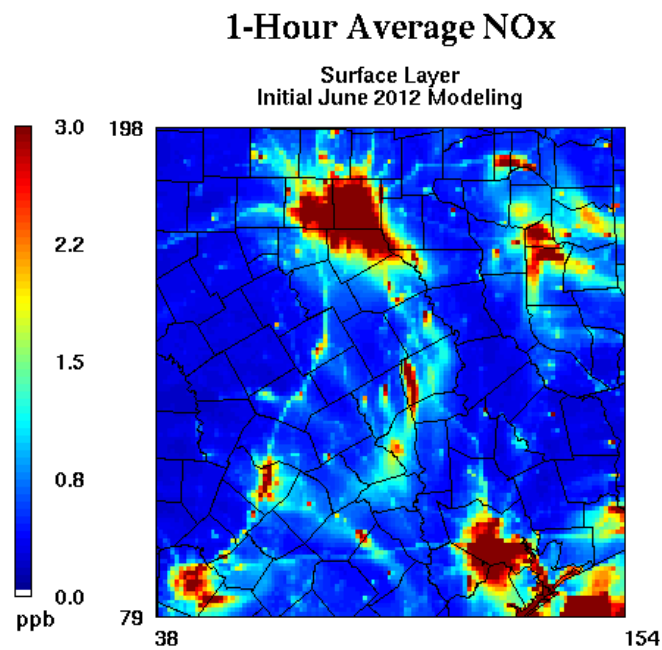 1-Hour Average NOx
Surface Layer
Initial June 2012 Modeling
3.0
2.2
1.5
0.8
0.0
ppb
198
79
38
154